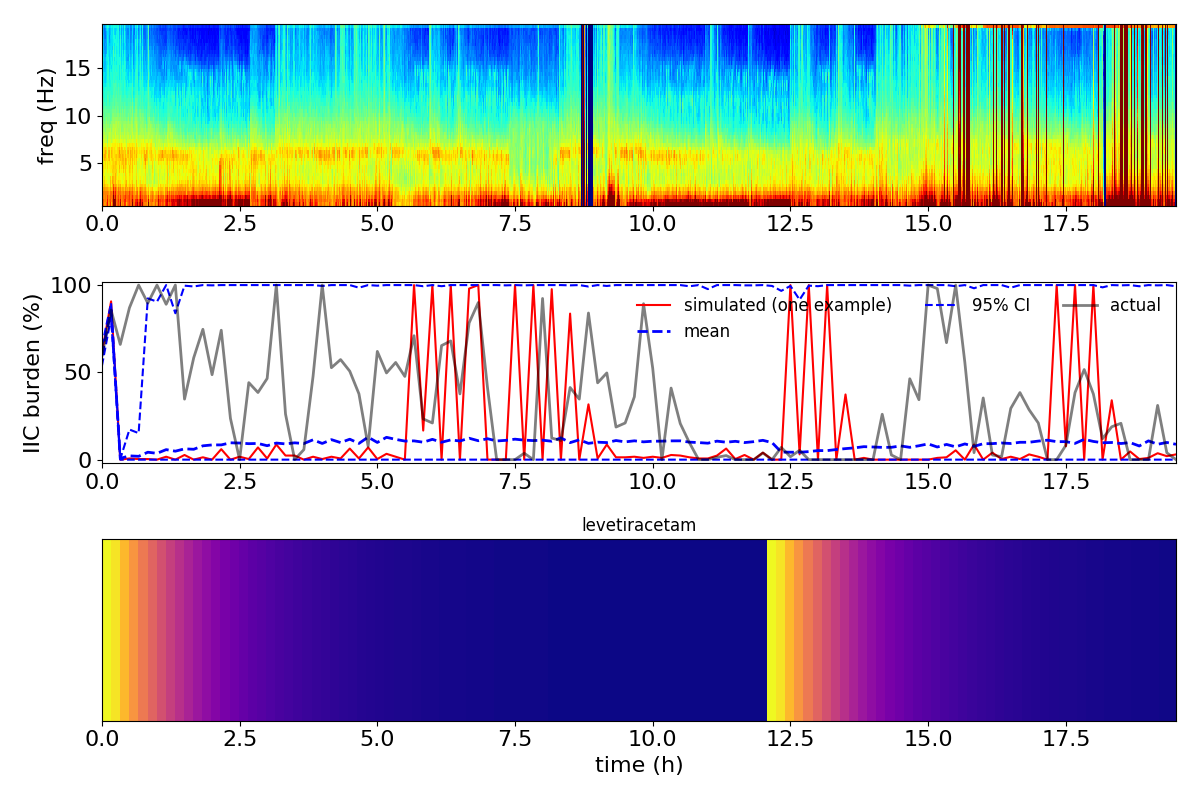 freq (Hz)
15
10
5
0.0 2.5 5.0 7.5 10.0 12.5 15.0 17.5
IIC burden (%)
100
50
0
simulated (one example) 95% CI actual
mean
0.0 2.5 5.0 7.5 10.0 12.5 15.0 17.5
levetiracetam
0.0 2.5 5.0 7.5 10.0 12.5 15.0 17.5
time (h)